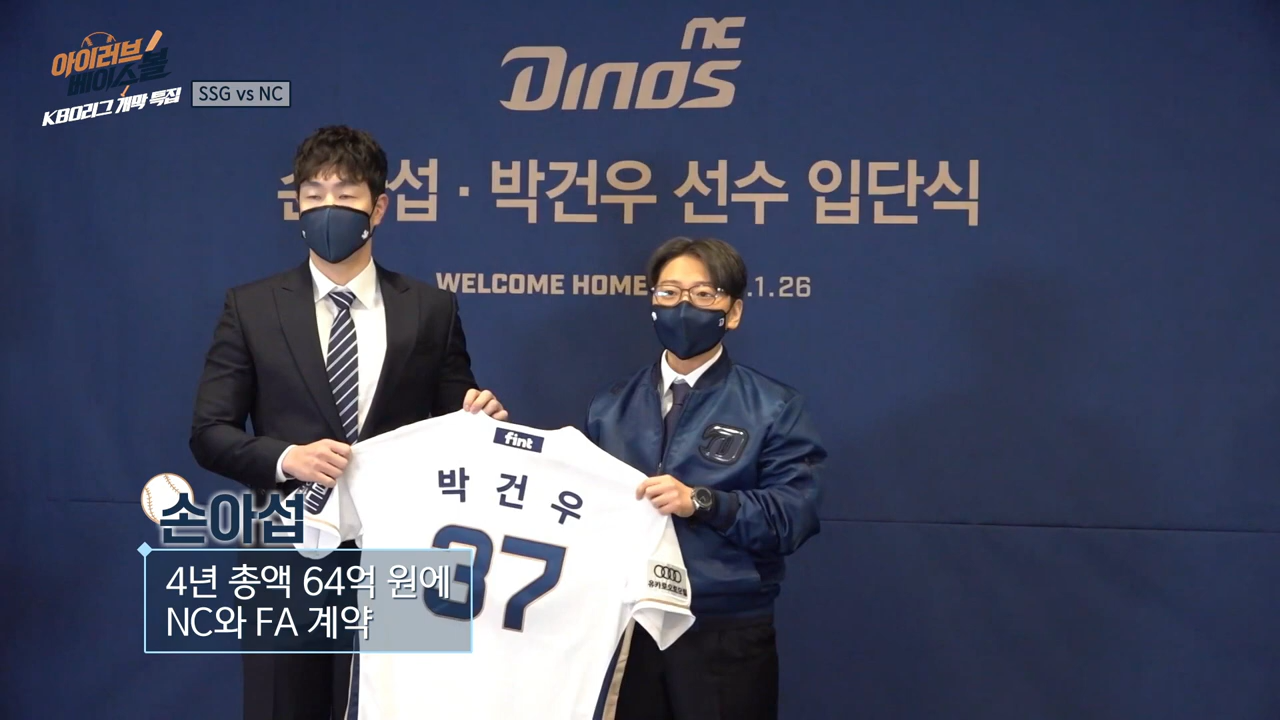 아이러브
베이스볼
KBO리그 개막 특집
SSG vs NC
NC
DINOS
손아섭 · 박건우 선수 입단식
WELCOME HOME
.1.26
fint
박건우
37
손아섭
4년 총액 64억 원에
NC와 FA 계약